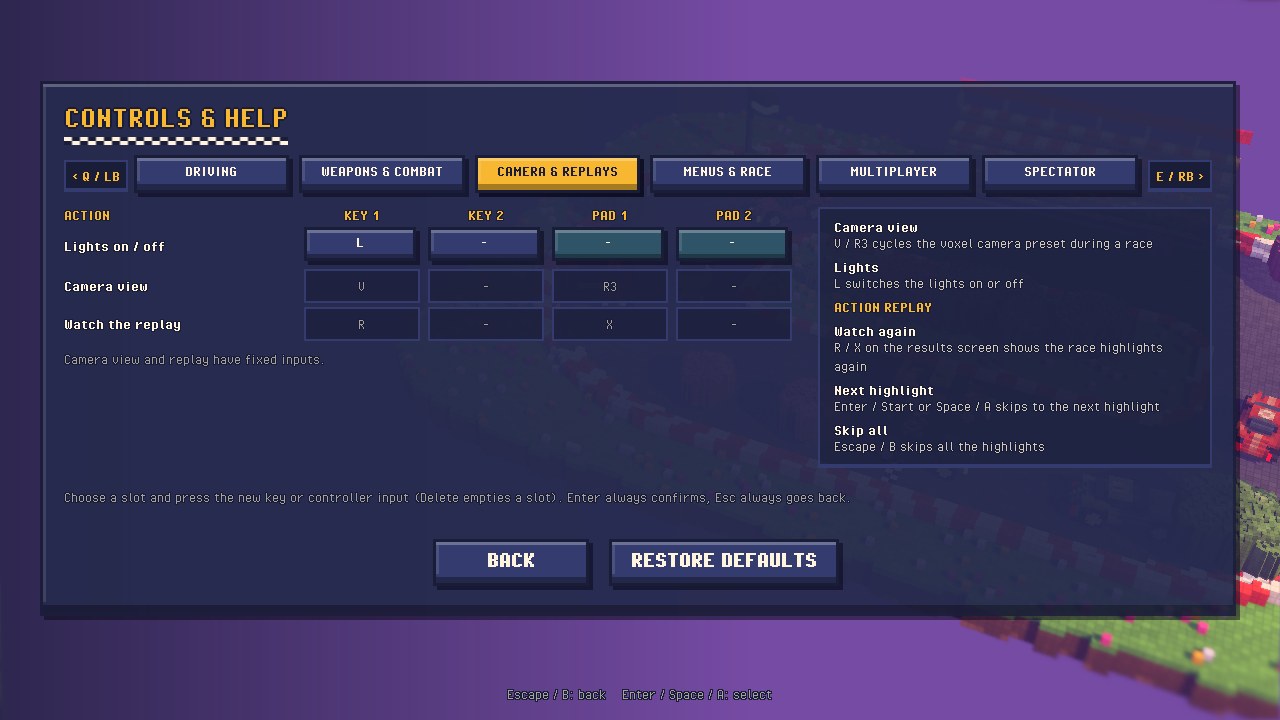 CONTROLS & HELP
< Q / LB
DRIVING
WEAPONS & COMBAT
CAMERA & REPLAYS
MENUS & RACE
MULTIPLAYER
SPECTATOR
E / RB >
ACTION KEY 1 KEY 2 PAD 1 PAD 2
Lights on / off L - - -
Camera view V - R3 -
Watch the replay R - X -
Camera view and replay have fixed inputs.
Camera view
V / R3 cycles the voxel camera preset during a race
Lights
L switches the lights on or off
ACTION REPLAY
Watch again
R / X on the results screen shows the race highlights
again
Next highlight
Enter / Start or Space / A skips to the next highlight
Skip all
Escape / B skips all the highlights
Choose a slot and press the new key or controller input (Delete empties a slot). Enter always confirms, Esc always goes back.
BACK
RESTORE DEFAULTS
Escape / B: back Enter / Space / A: select